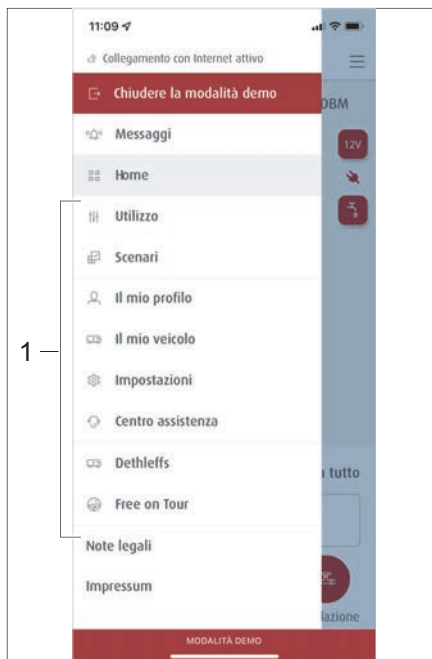 11:09
Collegamento con Internet attivo
Chiudere la modalità demo
0BM
Messaggi
12V
Home
Utilizzo
Scenari
Il mio profilo
Il mio veicolo
1
Impostazioni
Centro assistenza
Dethleffs
tutto
Free on Tour
Note legali
Impressum
lazione
MODALITÀ DEMO